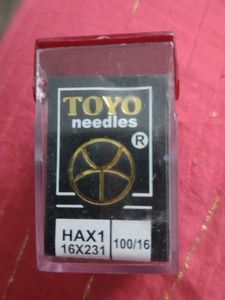 TOYO
needles
®
HAX1
16X231
100/16